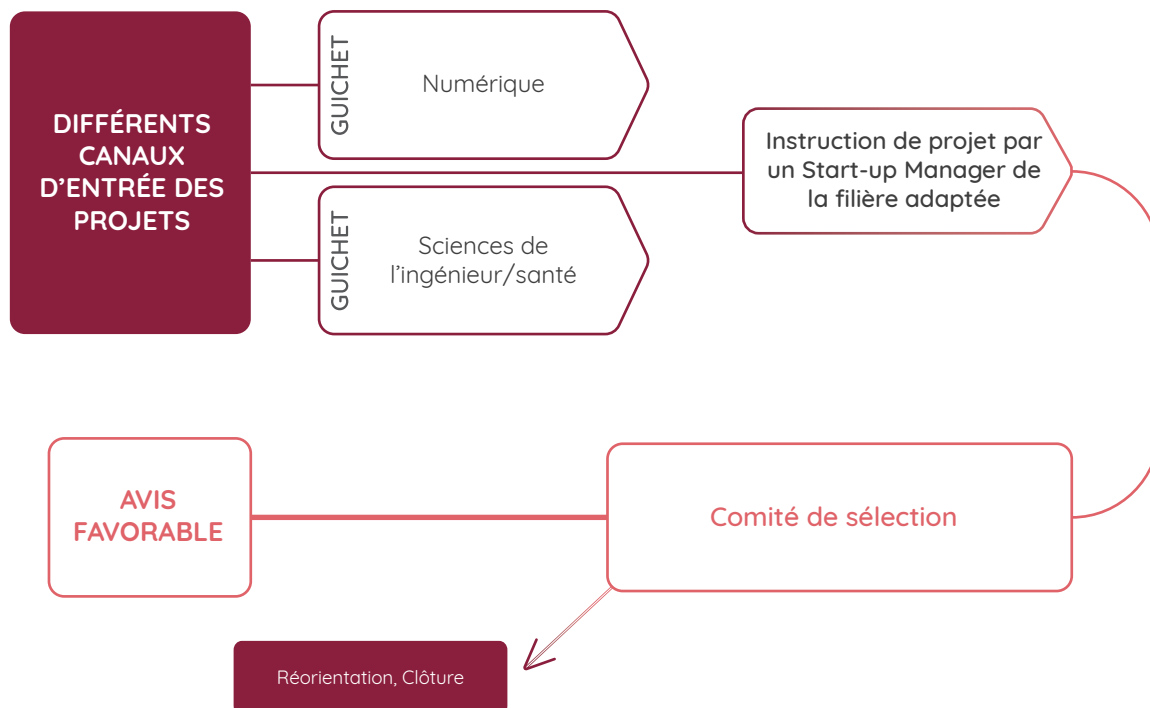 DIFFÉRENTS
CANAUX
D'ENTRÉE DES
PROJETS
GUICHET
Numérique
GUICHET
Sciences de
l'ingénieur/santé
Instruction de projet par
un Start-up Manager de
la filière adaptée
AVIS
FAVORABLE
Comité de sélection
Réorientation, Clôture